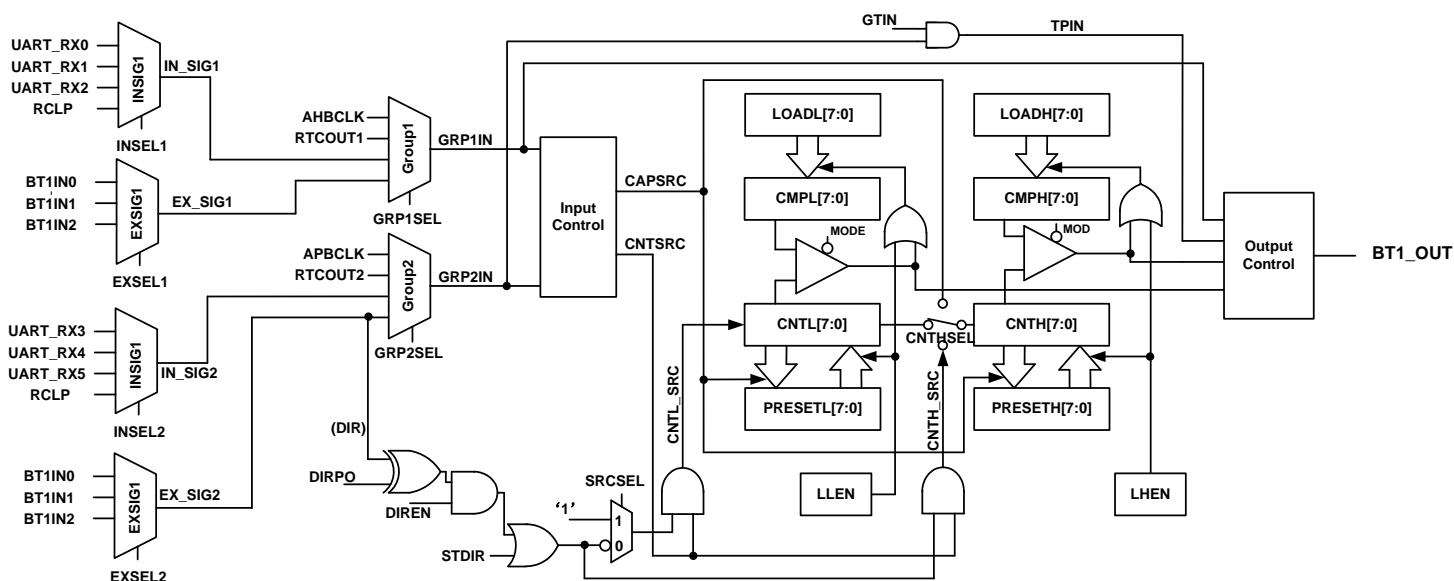 GTIN
TPIN
UART_RX0
UART_RX1
UART_RX2
RCLP
INSIG1
IN_SIG1
INSEL1
BT1IN0
BT1IN1
BT1IN2
EXSIG1
EX_SIG1
EXSEL1
AHBCLK
RTCOUT1
Group1
GRP1IN
GRP1SEL
APBCLK
RTCOUT2
Group2
GRP2IN
GRP2SEL
UART_RX3
UART_RX4
UART_RX5
RCLP
INSIG1
IN_SIG2
INSEL2
BT1IN0
BT1IN1
BT1IN2
EXSIG1
EX_SIG2
EXSEL2
Input
Control
CAPSRC
CNTSRC
LOADL[7:0]
CMPL[7:0]
MODE
CNTL[7:0]
PRESETL[7:0]
LOADH[7:0]
CMPH[7:0]
MOD
CNTH[7:0]
PRESETH[7:0]
CNTHSEL
CNTL_SRC
CNTH_SRC
Output
Control
BT1_OUT
(DIR)
DIRPO
DIREN
STDIR
SRCSEL
‘1’
1
0
LLEN
LHEN